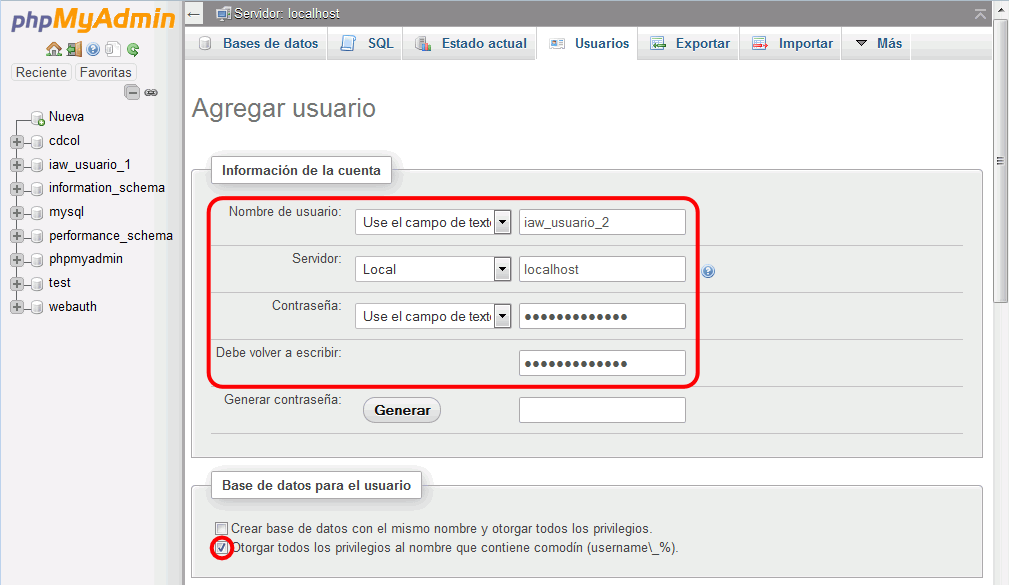 phpMyAdmin
Reciente Favoritas
Nueva
cdcol
iaw_usuario_1
information_schema
mysql
performance_schema
phpmyadmin
test
webauth
Servidor: localhost
Bases de datos SQL Estado actual Usuarios Exportar Importar Más
Agregar usuario
Información de la cuenta
Nombre de usuario: Use el campo de text iaw_usuario_2
Servidor: Local localhost
Contraseña: Use el campo de text •••••••••••••
Debe volver a escribir: •••••••••••••
Generar contraseña: Generar
Base de datos para el usuario
Crear base de datos con el mismo nombre y otorgar todos los privilegios.
Otorgar todos los privilegios al nombre que contiene comodín (username\_%).